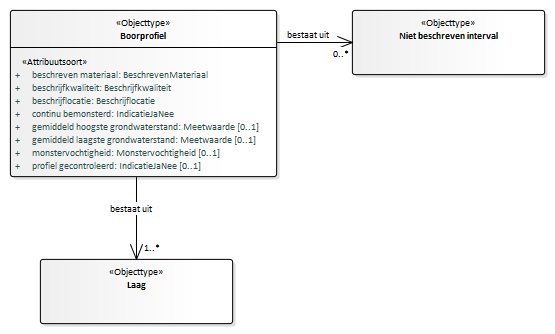 «Objecttype»
Boorprofiel
«Attribuutsoort»
+ beschreven materiaal: BeschrevenMateriaal
+ beschrijfkwaliteit: Beschrijfkwaliteit
+ beschrijflocatie: Beschrijflocatie
+ continu bemonsterd: IndicatieJaNee
+ gemiddeld hoogste grondwaterstand: Meetwaarde [0..1]
+ gemiddeld laagste grondwaterstand: Meetwaarde [0..1]
+ monstervochtigheid: Monstervochtigheid [0..1]
+ profiel gecontroleerd: IndicatieJaNee [0..1]
bestaat uit
0..*
«Objecttype»
Niet beschreven interval
bestaat uit
1..*
«Objecttype»
Laag